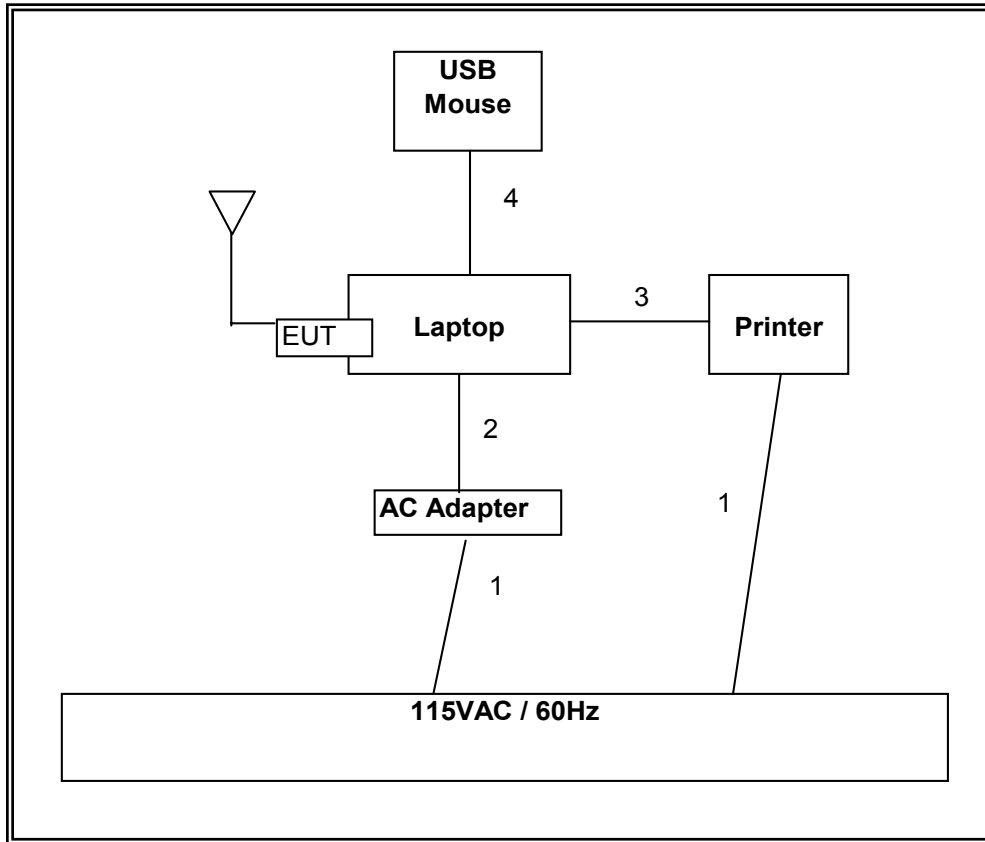 USB
Mouse
4
EUT
Laptop
3
Printer
2
AC Adapter
1
1
115VAC / 60Hz